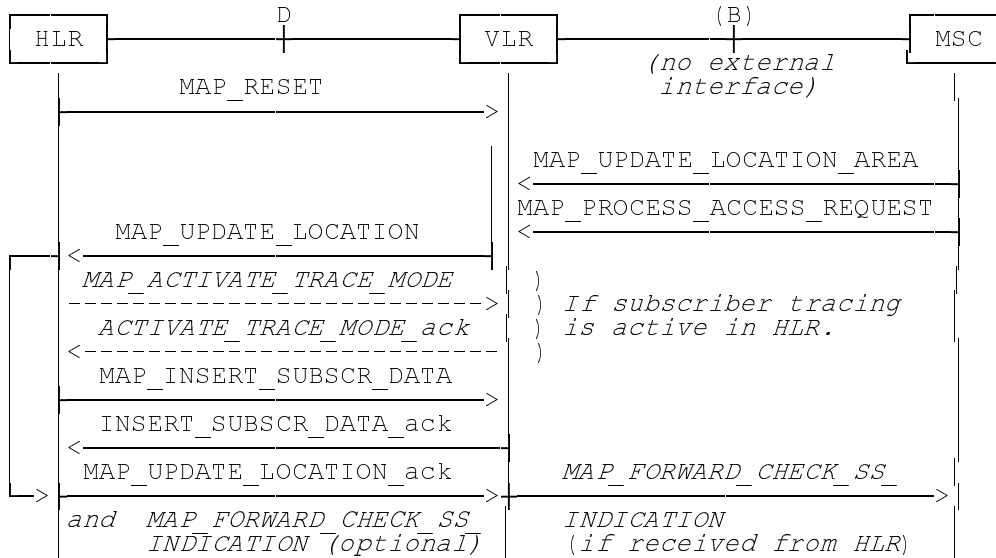 D (B)
HLR VLR MSC
(no external
interface)
MAP_RESET
MAP_UPDATE_LOCATION_AREA
MAP_PROCESS_ACCESS_REQUEST
MAP_UPDATE_LOCATION
MAP_ACTIVATE_TRACE_MODE )
) If subscriber tracing
ACTIVATE_TRACE_MODE_ack ) is active in HLR.
)
MAP_INSERT_SUBSCR_DATA
INSERT_SUBSCR_DATA_ack
MAP_UPDATE_LOCATION_ack MAP_FORWARD_CHECK_SS_
and MAP_FORWARD_CHECK_SS_ INDICATION
INDICATION (optional) (if received from HLR)